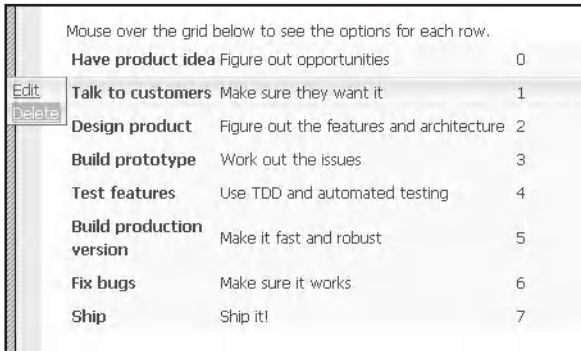 Mouse over the grid below to see the options for each row.
Have product idea Figure out opportunities 0
Edit
Talk to customers Make sure they want it 1
Delete
Design product Figure out the features and architecture 2
Build prototype Work out the issues 3
Test features Use TDD and automated testing 4
Build production
version Make it fast and robust 5
Fix bugs Make sure it works 6
Ship Ship it! 7